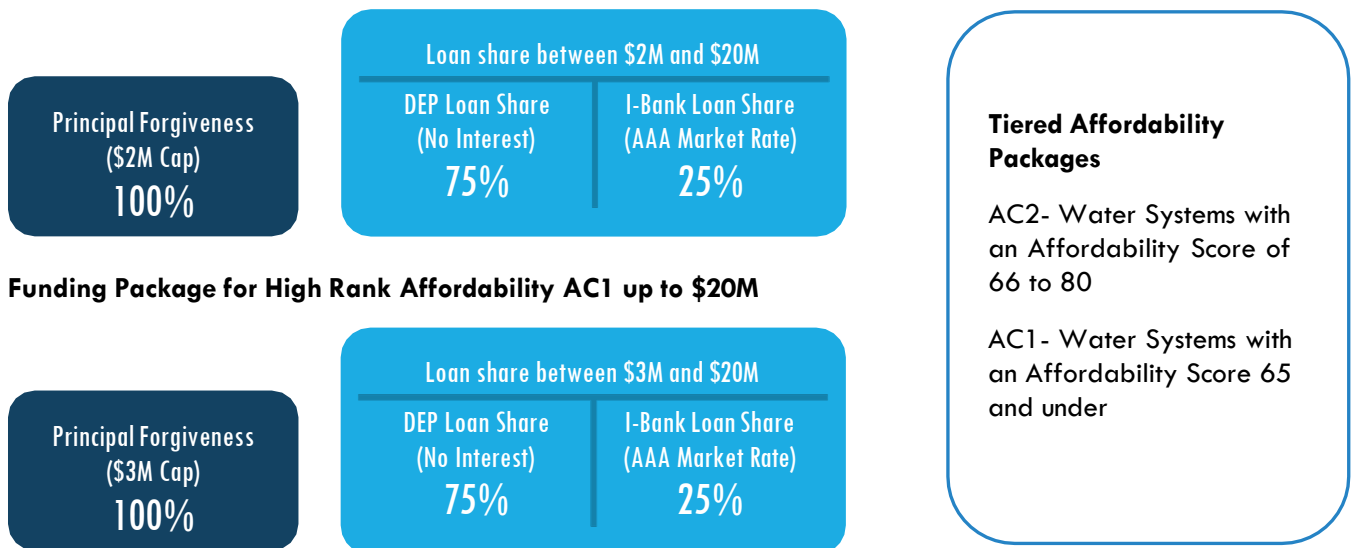 Principal Forgiveness
($2M Cap)
100%
Loan share between $2M and $20M
DEP Loan Share
(No Interest)
75%
I-Bank Loan Share
(AAA Market Rate)
25%
Funding Package for High Rank Affordability AC1 up to $20M
Principal Forgiveness
($3M Cap)
100%
Loan share between $3M and $20M
DEP Loan Share
(No Interest)
75%
I-Bank Loan Share
(AAA Market Rate)
25%
Tiered Affordability
Packages
AC2- Water Systems with
an Affordability Score of
66 to 80
AC1- Water Systems with
an Affordability Score 65
and under